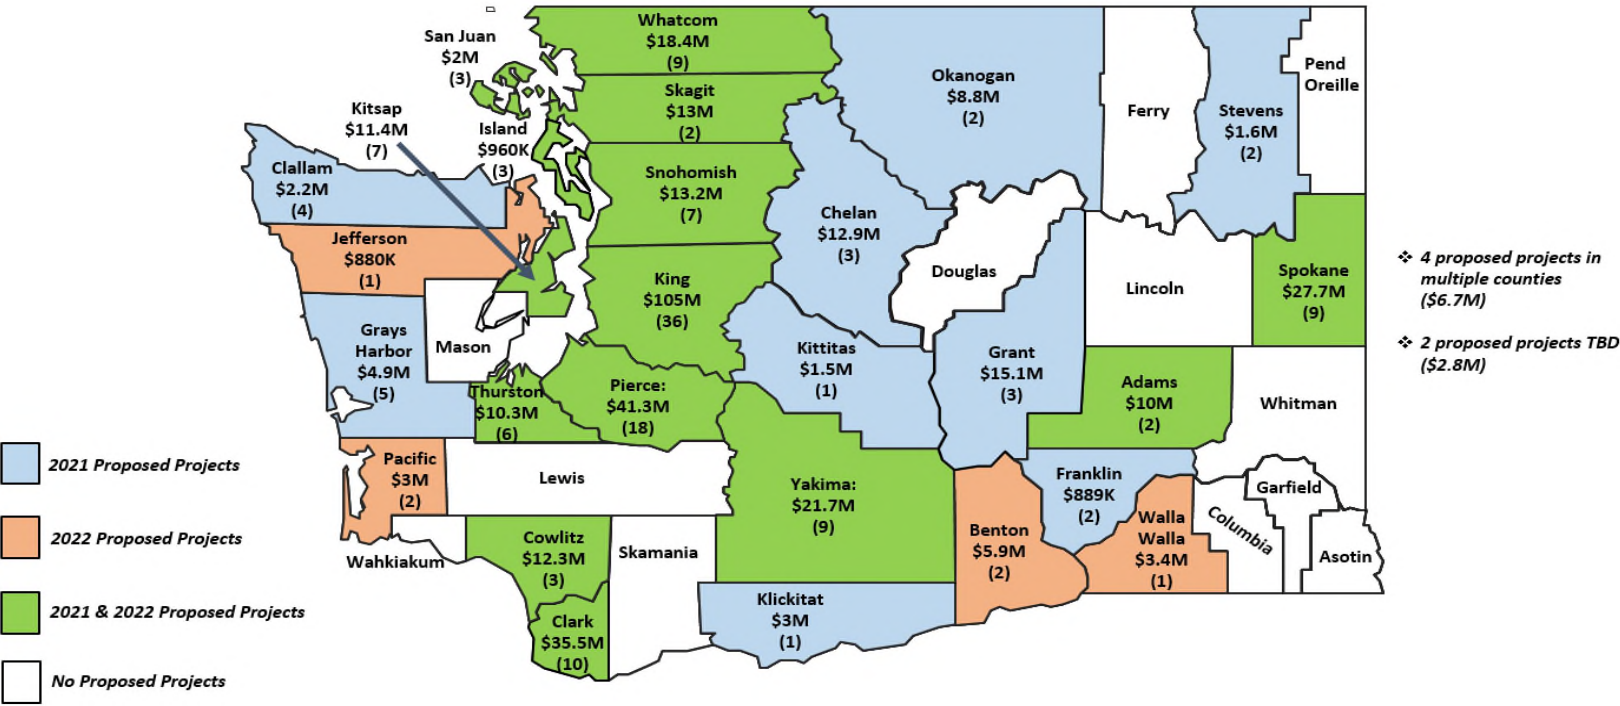 Whatcom
$18.4M
(9)
San Juan
$2M
(3)
Skagit
$13M
(2)
Okanogan
$8.8M
(2)
Ferry
Stevens
$1.6M
(2)
Pend
Oreille
Kitsap
$11.4M
(7)
Island
$960K
(3)
Clallam
$2.2M
(4)
Snohomish
$13.2M
(7)
Chelan
$12.9M
(3)
Jefferson
$880K
(1)
King
$105M
(36)
Douglas
Lincoln
Spokane
$27.7M
(9)
❖ 4 proposed projects in
multiple counties
($6.7M)
❖ 2 proposed projects TBD
($2.8M)
Grays
Harbor
$4.9M
(5)
Mason
Kittitas
$1.5M
(1)
Grant
$15.1M
(3)
Thurston
$10.3M
(6)
Pierce:
$41.3M
(18)
Adams
$10M
(2)
Whitman
Pacific
$3M
(2)
Lewis
Yakima:
$21.7M
(9)
Franklin
$889K
(2)
Garfield
Columbia
Walla
Walla
$3.4M
(1)
Benton
$5.9M
(2)
Asotin
Wahkiakum
Cowlitz
$12.3M
(3)
Skamania
Clark
$35.5M
(10)
Klickitat
$3M
(1)
2021 Proposed Projects
2022 Proposed Projects
2021 & 2022 Proposed Projects
No Proposed Projects